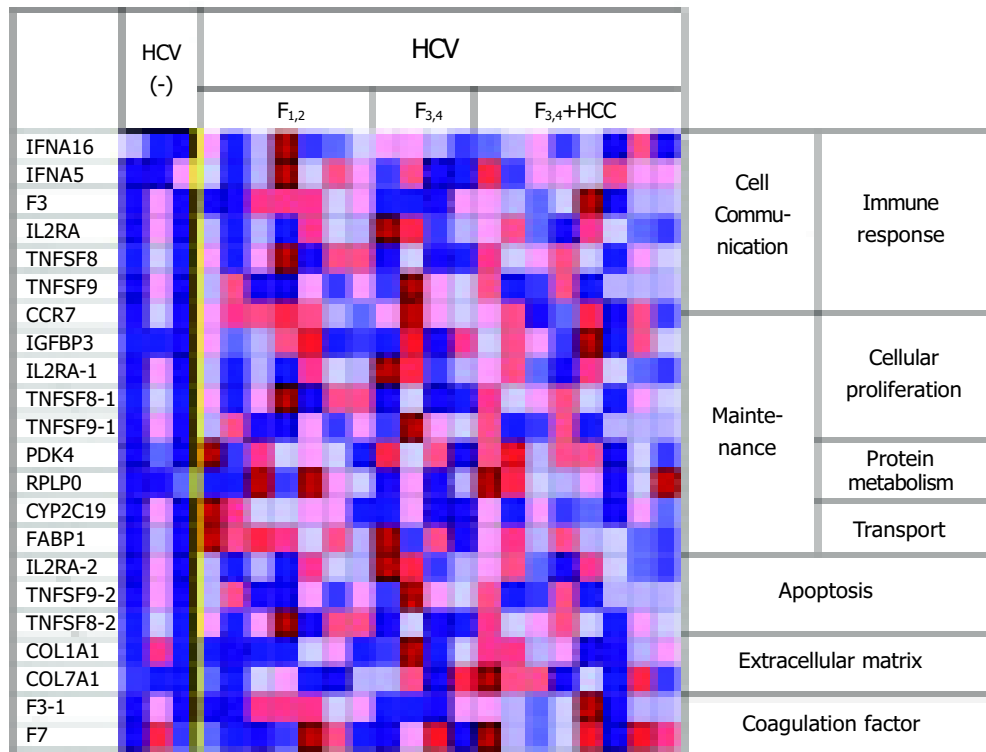 HCV
(-)
HCV
F1,2
F3,4
F3,4+HCC
IFNA16
IFNA5
F3
IL2RA
TNFSF8
TNFSF9
CCR7
IGFBP3
IL2RA-1
TNFSF8-1
TNFSF9-1
PDK4
RPLP0
CYP2C19
FABP1
IL2RA-2
TNFSF9-2
TNFSF8-2
COL1A1
COL7A1
F3-1
F7
Cell
Commu-
nication
Immune
response
Mainte-
nance
Cellular
proliferation
Protein
metabolism
Transport
Apoptosis
Extracellular matrix
Coagulation factor